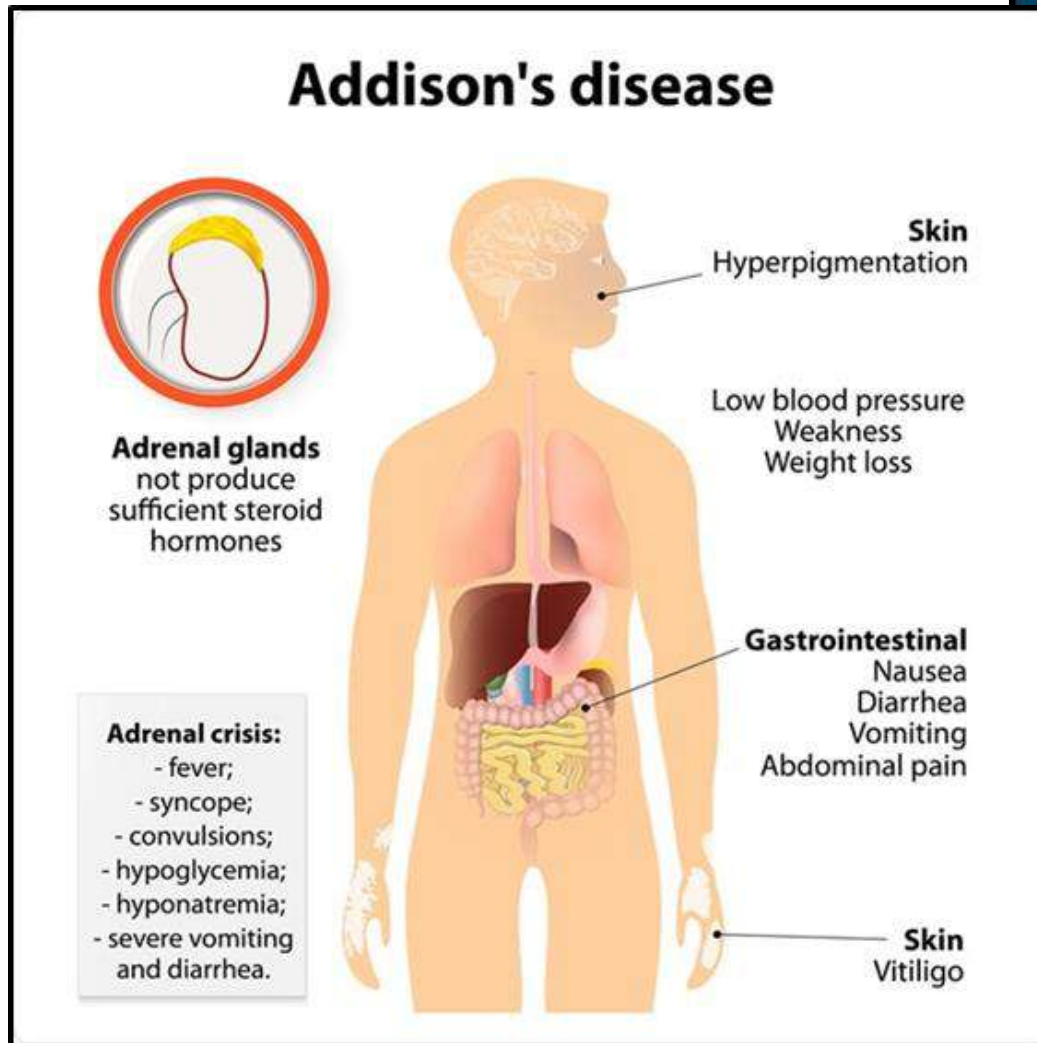 Addison's disease
Adrenal glands
not produce
sufficient steroid
hormones
Adrenal crisis:
- fever;
- syncope;
- convulsions;
- hypoglycemia;
- hyponatremia;
- severe vomiting
and diarrhea.
Skin
Hyperpigmentation
Low blood pressure
Weakness
Weight loss
Gastrointestinal
Nausea
Diarrhea
Vomiting
Abdominal pain
Skin
Vitiligo